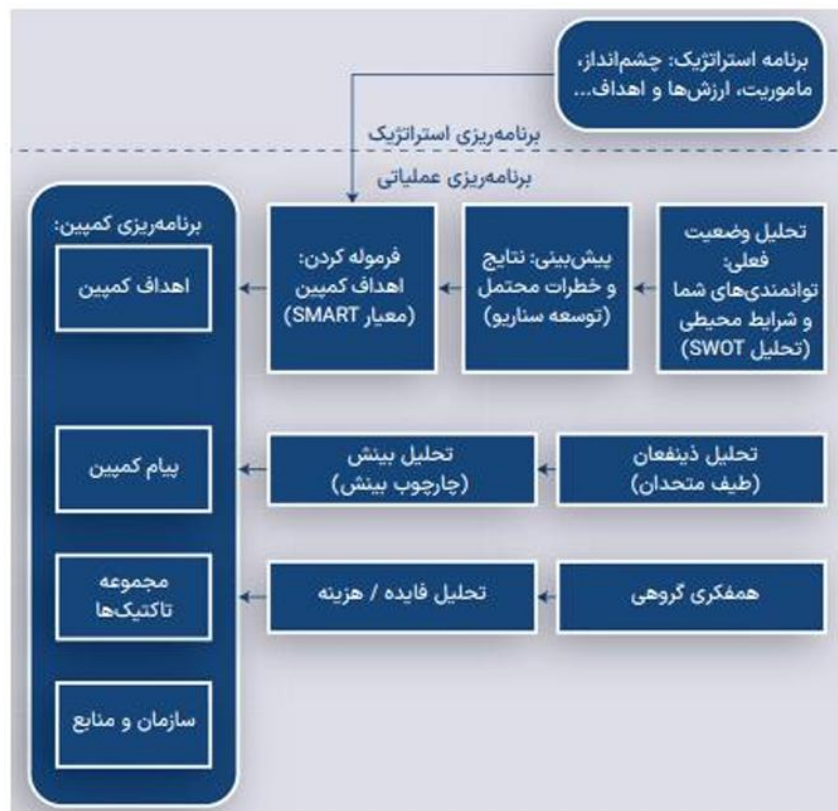 برنامه استراتژیک: چشم‌انداز،
ماموریت، ارزش‌ها و اهداف...
برنامه‌ریزی استراتژیک
برنامه‌ریزی عملیاتی
تحلیل وضعیت
فعلی:
توانمندی‌های شما
و شرایط محیطی
(تحلیل SWOT)
پیش‌بینی: نتایج
و خطرات محتمل
(توسعه سناریو)
فرموله کردن:
اهداف کمپین
(معیار SMART)
برنامه‌ریزی کمپین:
اهداف کمپین
تحلیل ذینفعان
(طیف متحدان)
تحلیل بینش
(چارچوب بینش)
پیام کمپین
همفکری گروهی
تحلیل فایده / هزینه
مجموعه
تاکتیک‌ها
سازمان و منابع